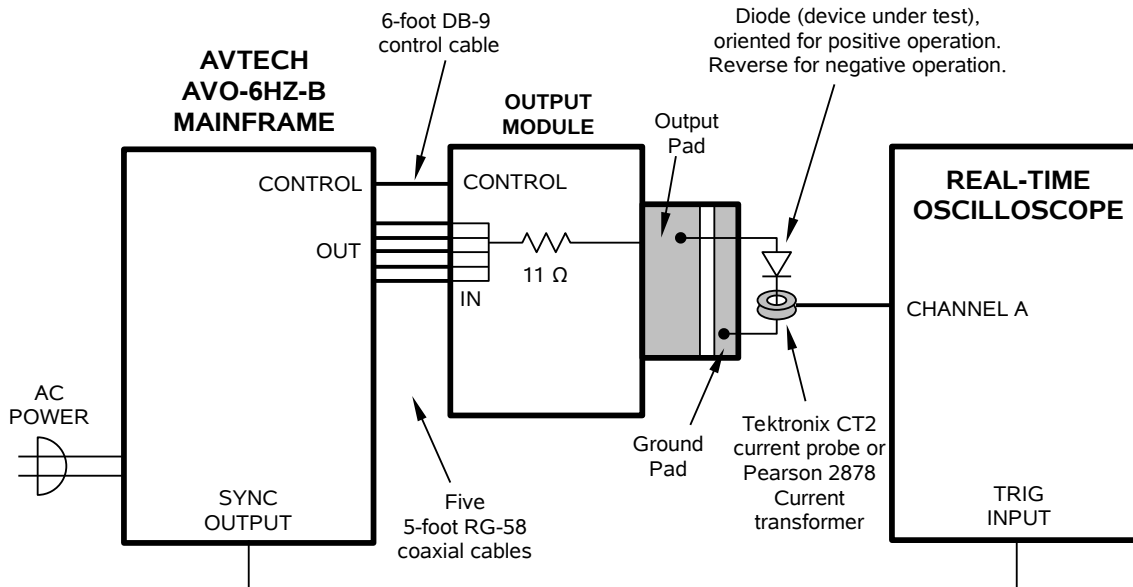 6-foot DB-9
control cable
Diode (device under test),
oriented for positive operation.
Reverse for negative operation.
AVTECH
AVO-6HZ-B
MAINFRAME
OUTPUT
MODULE
Output
Pad
CONTROL
CONTROL
REAL-TIME
OSCILLOSCOPE
OUT
11 Ω
IN
CHANNEL A
AC
POWER
Ground
Pad
Tektronix CT2
current probe or
Pearson 2878
Current
transformer
Five
5-foot RG-58
coaxial cables
SYNC
OUTPUT
TRIG
INPUT